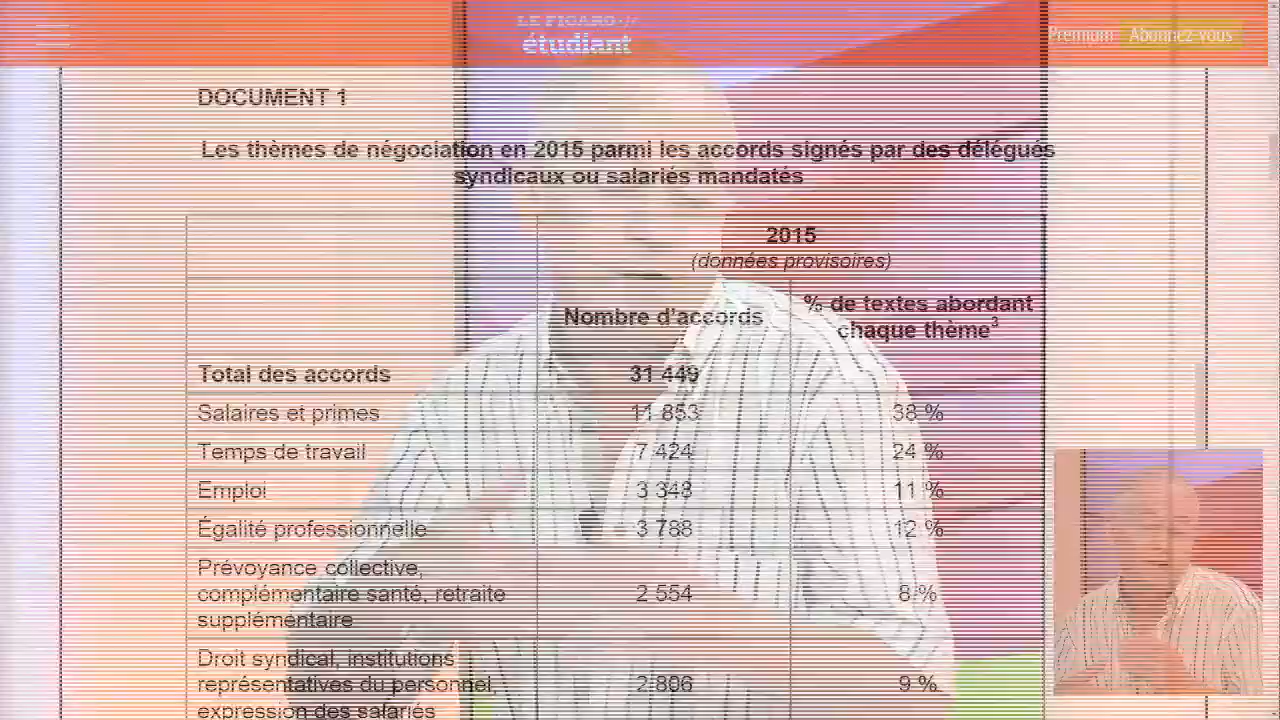 LE FIGARO·fr
étudiant
Premium
Abonnez-vous
DOCUMENT 1
Les thèmes de négociation en 2015 parmi les accords signés par des délégués
syndicaux ou salariés mandatés
2015
(données provisoires)
Nombre d'accords
% de textes abordant
chaque thème³
Total des accords 31 449
Salaires et primes 11 853 38 %
Temps de travail 7 424 24 %
Emploi 3 348 11 %
Égalité professionnelle 3 788 12 %
Prévoyance collective,
complémentaire santé, retraite 2 554 8 %
supplémentaire
Droit syndical, institutions
représentatives du personnel, 2 806 9 %
expression des salariés